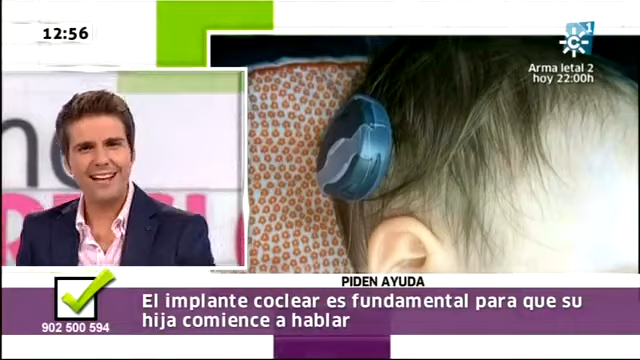 12:56
1
Arma letal 2
hoy 22:00h
PIDEN AYUDA
El implante coclear es fundamental para que su
hija comience a hablar
902 500 594